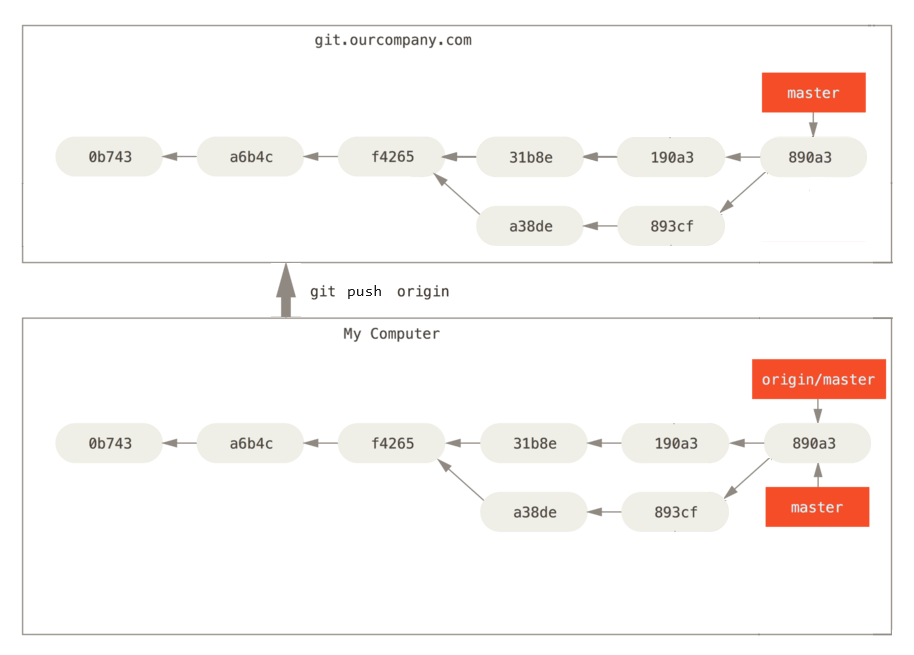 git.ourcompany.com
master
0b743 a6b4c f4265 31b8e 190a3 890a3
a38de 893cf
git push origin
My Computer
origin/master
0b743 a6b4c f4265 31b8e 190a3 890a3
a38de 893cf
master